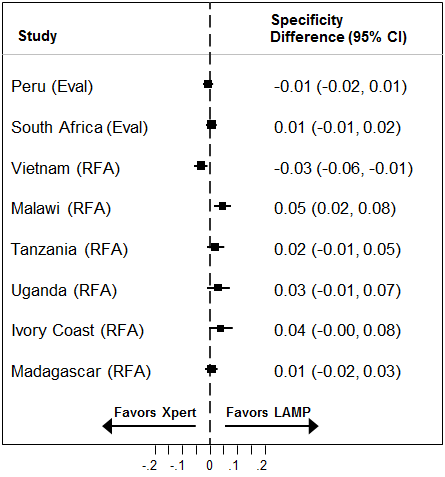 Specificity
Study Difference (95% CI)
Peru (Eval) -0.01 (-0.02, 0.01)
South Africa (Eval) 0.01 (-0.01, 0.02)
Vietnam (RFA) -0.03 (-0.06, -0.01)
Malawi (RFA) 0.05 (0.02, 0.08)
Tanzania (RFA) 0.02 (-0.01, 0.05)
Uganda (RFA) 0.03 (-0.01, 0.07)
Ivory Coast (RFA) 0.04 (-0.00, 0.08)
Madagascar (RFA) 0.01 (-0.02, 0.03)
Favors Xpert Favors LAMP
-.2 -.1 0 .1 .2